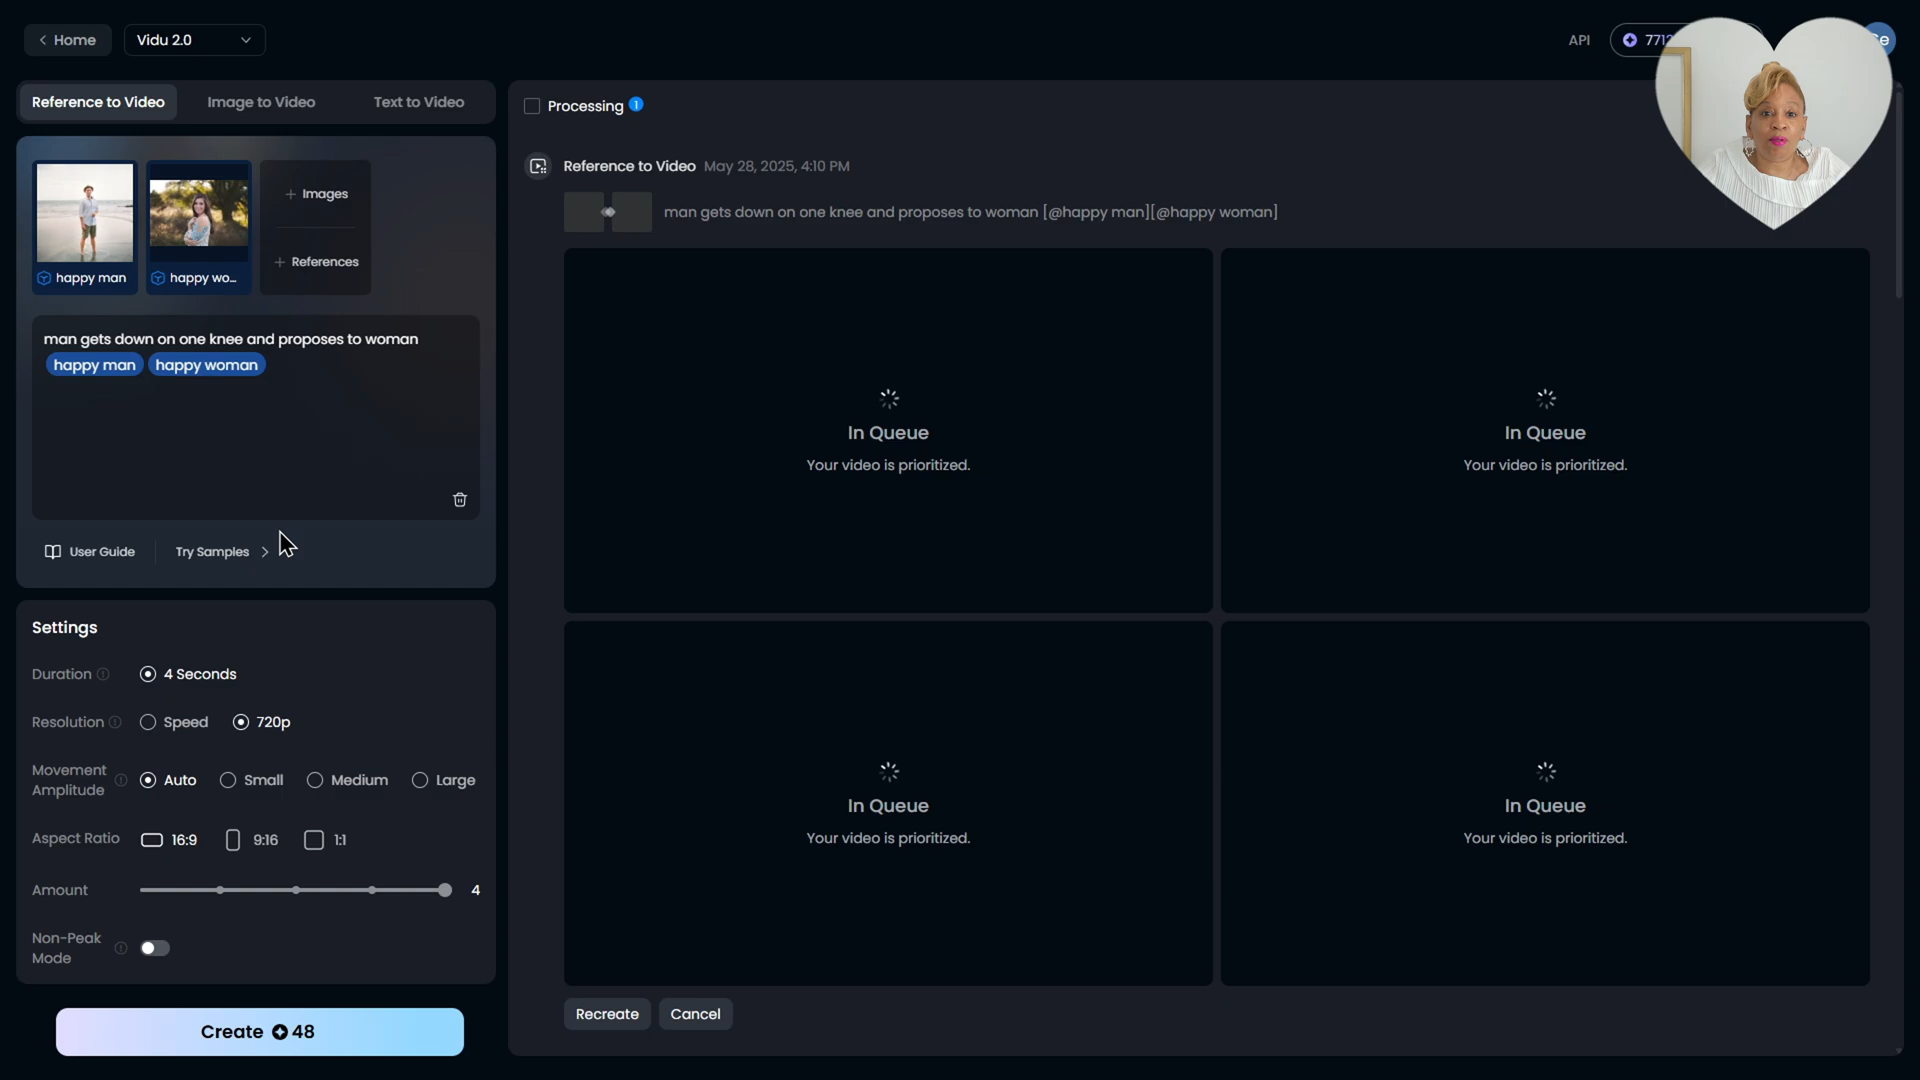 Home
Vidu 2.0
API
Reference to Video
Image to Video
Text to Video
Processing 1
Reference to Video May 28, 2025, 4:10 PM
man gets down on one knee and proposes to woman [@happy man][@happy woman]
+ Images
+ References
happy man
happy wo...
man gets down on one knee and proposes to woman
happy man happy woman
User Guide
Try Samples
In Queue
Your video is prioritized.
In Queue
Your video is prioritized.
In Queue
Your video is prioritized.
In Queue
Your video is prioritized.
Settings
Duration 4 Seconds
Resolution Speed 720p
Movement
Amplitude
Auto Small Medium Large
Aspect Ratio 16:9 9:16 1:1
Amount 4
Non-Peak
Mode
Create 48
Recreate
Cancel